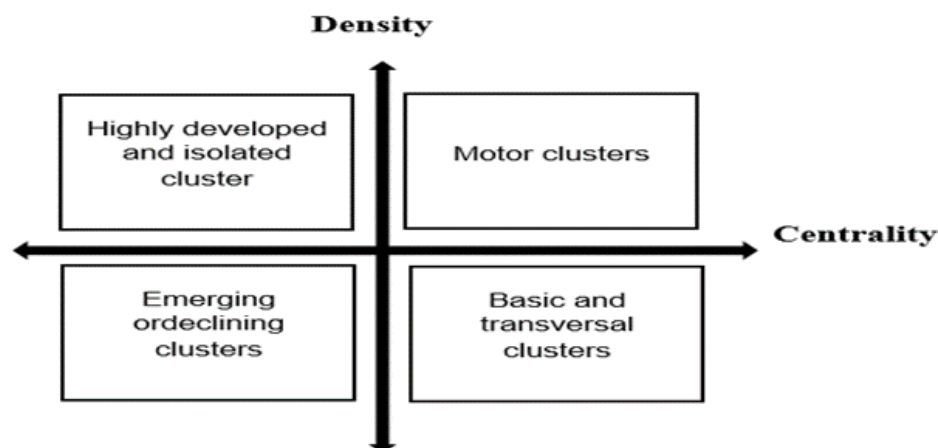 Density
Highly developed
and isolated
cluster
Motor clusters
Centrality
Emerging
ordeclining
clusters
Basic and
transversal
clusters